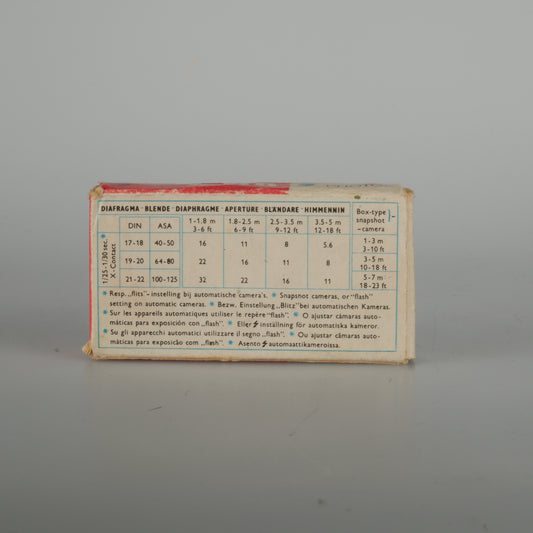 DIAFRAGMA · BLENDE · DIAPHRAGME · APERTURE · BLÄNDARE · HIMMENNIN
Box-type snapshot -camera
1/25-1/30 sec.* X-Contact
DIN ASA 1-1.8 m 3-6 ft 1.8-2.5 m 6-9 ft 2.5-3.5 m 9-12 ft 3.5-5 m 12-18 ft
17-18 40-50 16 11 8 5.6 1-3 m 3-10 ft
19-20 64-80 22 16 11 8 3-5 m 10-18 ft
21-22 100-125 32 22 16 11 5-7 m 18-23 ft
* Resp. „flits"- instelling bij automatische camera's. * Snapshot cameras, or "flash"
setting on automatic cameras. * Bezw. Einstellung „Blitz" bei automatischen Kameras.
* Sur les appareils automatiques utiliser le repère "flash". * O ajustar câmaras auto-
máticas para exposición con „flash". * Eller ⚡ inställning för automatiska kameror.
* Su gli apparecchi automatici utilizzare il segno „flash". * Ou ajustar câmaras auto-
máticas para exposicão com „flash". * Asento ⚡ automaattikameroissa.